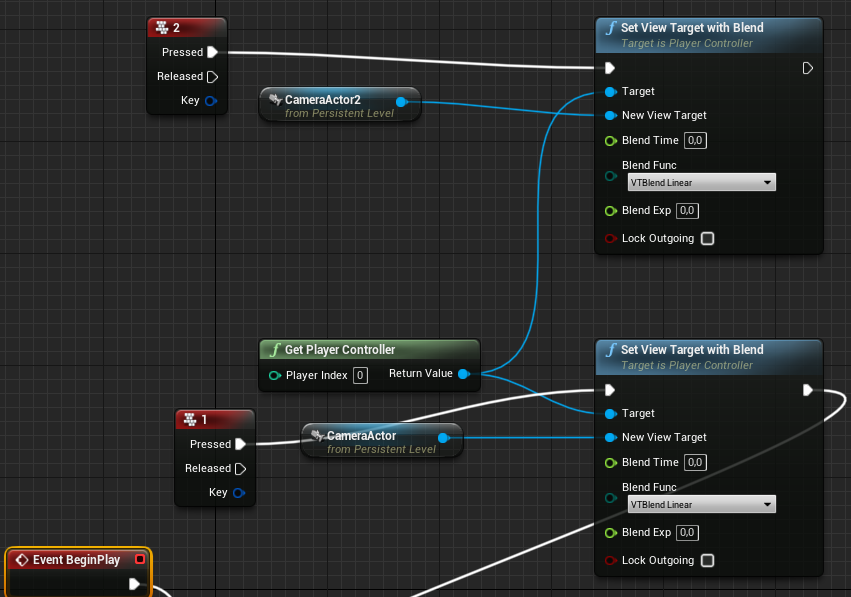 2
Pressed
Released
Key
CameraActor2
from Persistent Level
f Set View Target with Blend
Target is Player Controller
Target
New View Target
Blend Time 0,0
Blend Func
VTBlend Linear
Blend Exp 0,0
Lock Outgoing
f Get Player Controller
Player Index 0 Return Value
1
Pressed
Released
Key
CameraActor
from Persistent Level
f Set View Target with Blend
Target is Player Controller
Target
New View Target
Blend Time 0,0
Blend Func
VTBlend Linear
Blend Exp 0,0
Lock Outgoing
Event BeginPlay